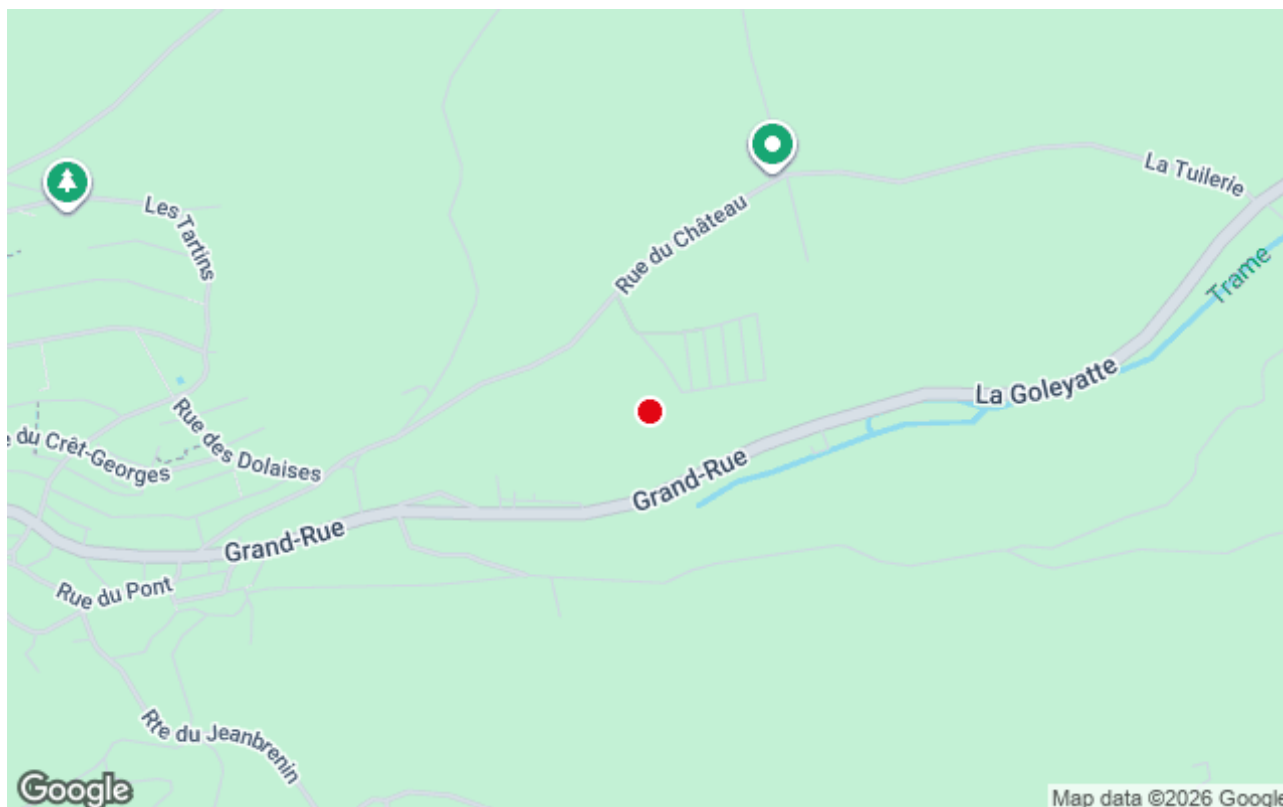 La Tuilerie
Les Tartins
Rue du Château
Trame
La Goleyatte
Rue des Dolaises
du Crêt-Georges
Grand-Rue
Grand-Rue
Rue du Pont
Rte du Jeanbrenin
Google
Map data ©2026 Google